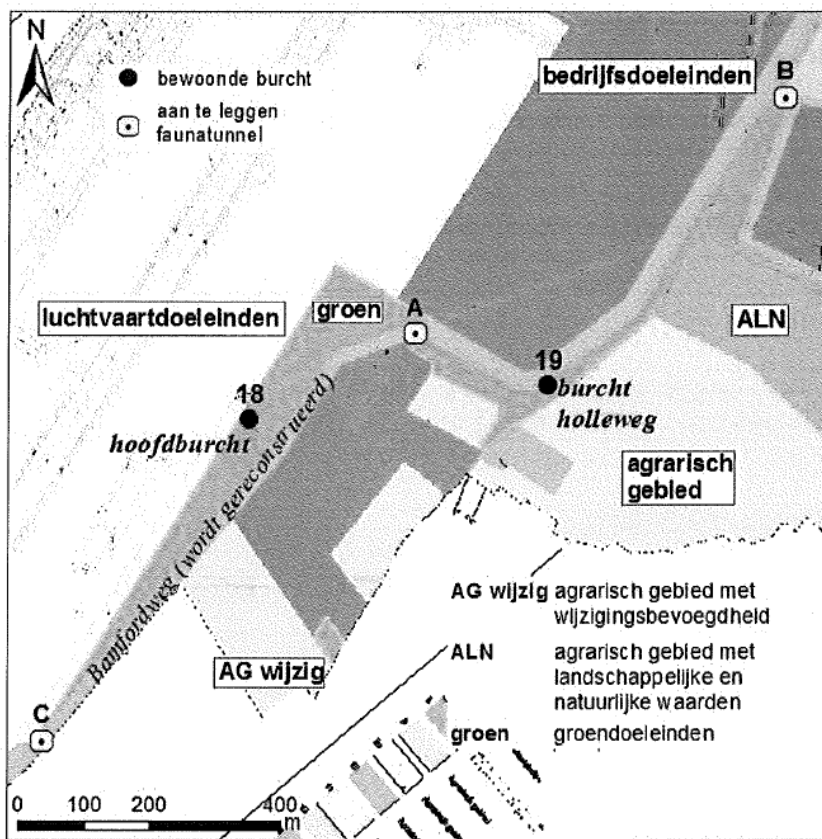 N
bewoonde burcht
aan te leggen
faunatunnel
bedrijfsdoeleinden
B
luchtvaartdoeleinden
groen
A
ALN
18
hoofdburcht
19
burcht
holleweg
agrarisch
gebied
Bamfordweg (wordt gereconstrueerd)
AG wijzig
C
AG wijzig agrarisch gebied met
wijzigingsbevoegdheid
ALN agrarisch gebied met
landschappelijke en
natuurlijke waarden
groen groendoeleinden
0 100 200 400
m